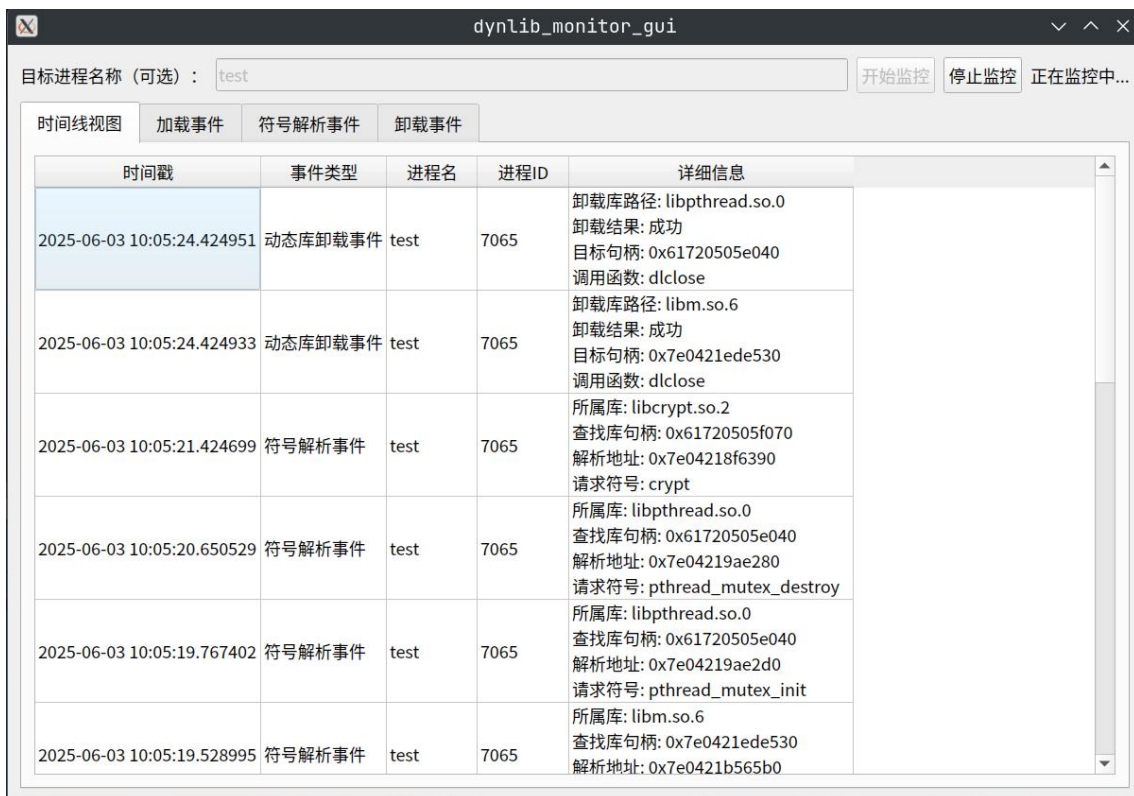 dynlib_monitor_gui
目标进程名称（可选）： test 开始监控 停止监控 正在监控中...
时间线视图 加载事件 符号解析事件 卸载事件
时间戳 事件类型 进程名 进程ID 详细信息
卸载库路径: libpthread.so.0
卸载结果: 成功
2025-06-03 10:05:24.424951 动态库卸载事件 test 7065
目标句柄: 0x61720505e040
调用函数: dlclose
卸载库路径: libm.so.6
卸载结果: 成功
2025-06-03 10:05:24.424933 动态库卸载事件 test 7065
目标句柄: 0x7e0421ede530
调用函数: dlclose
所属库: libcrypt.so.2
查找库句柄: 0x61720505f070
2025-06-03 10:05:21.424699 符号解析事件 test 7065
解析地址: 0x7e04218f6390
请求符号: crypt
所属库: libpthread.so.0
查找库句柄: 0x61720505e040
2025-06-03 10:05:20.650529 符号解析事件 test 7065
解析地址: 0x7e04219ae280
请求符号: pthread_mutex_destroy
所属库: libpthread.so.0
查找库句柄: 0x61720505e040
2025-06-03 10:05:19.767402 符号解析事件 test 7065
解析地址: 0x7e04219ae2d0
请求符号: pthread_mutex_init
所属库: libm.so.6
查找库句柄: 0x7e0421ede530
2025-06-03 10:05:19.528995 符号解析事件 test 7065
解析地址: 0x7e0421b565b0